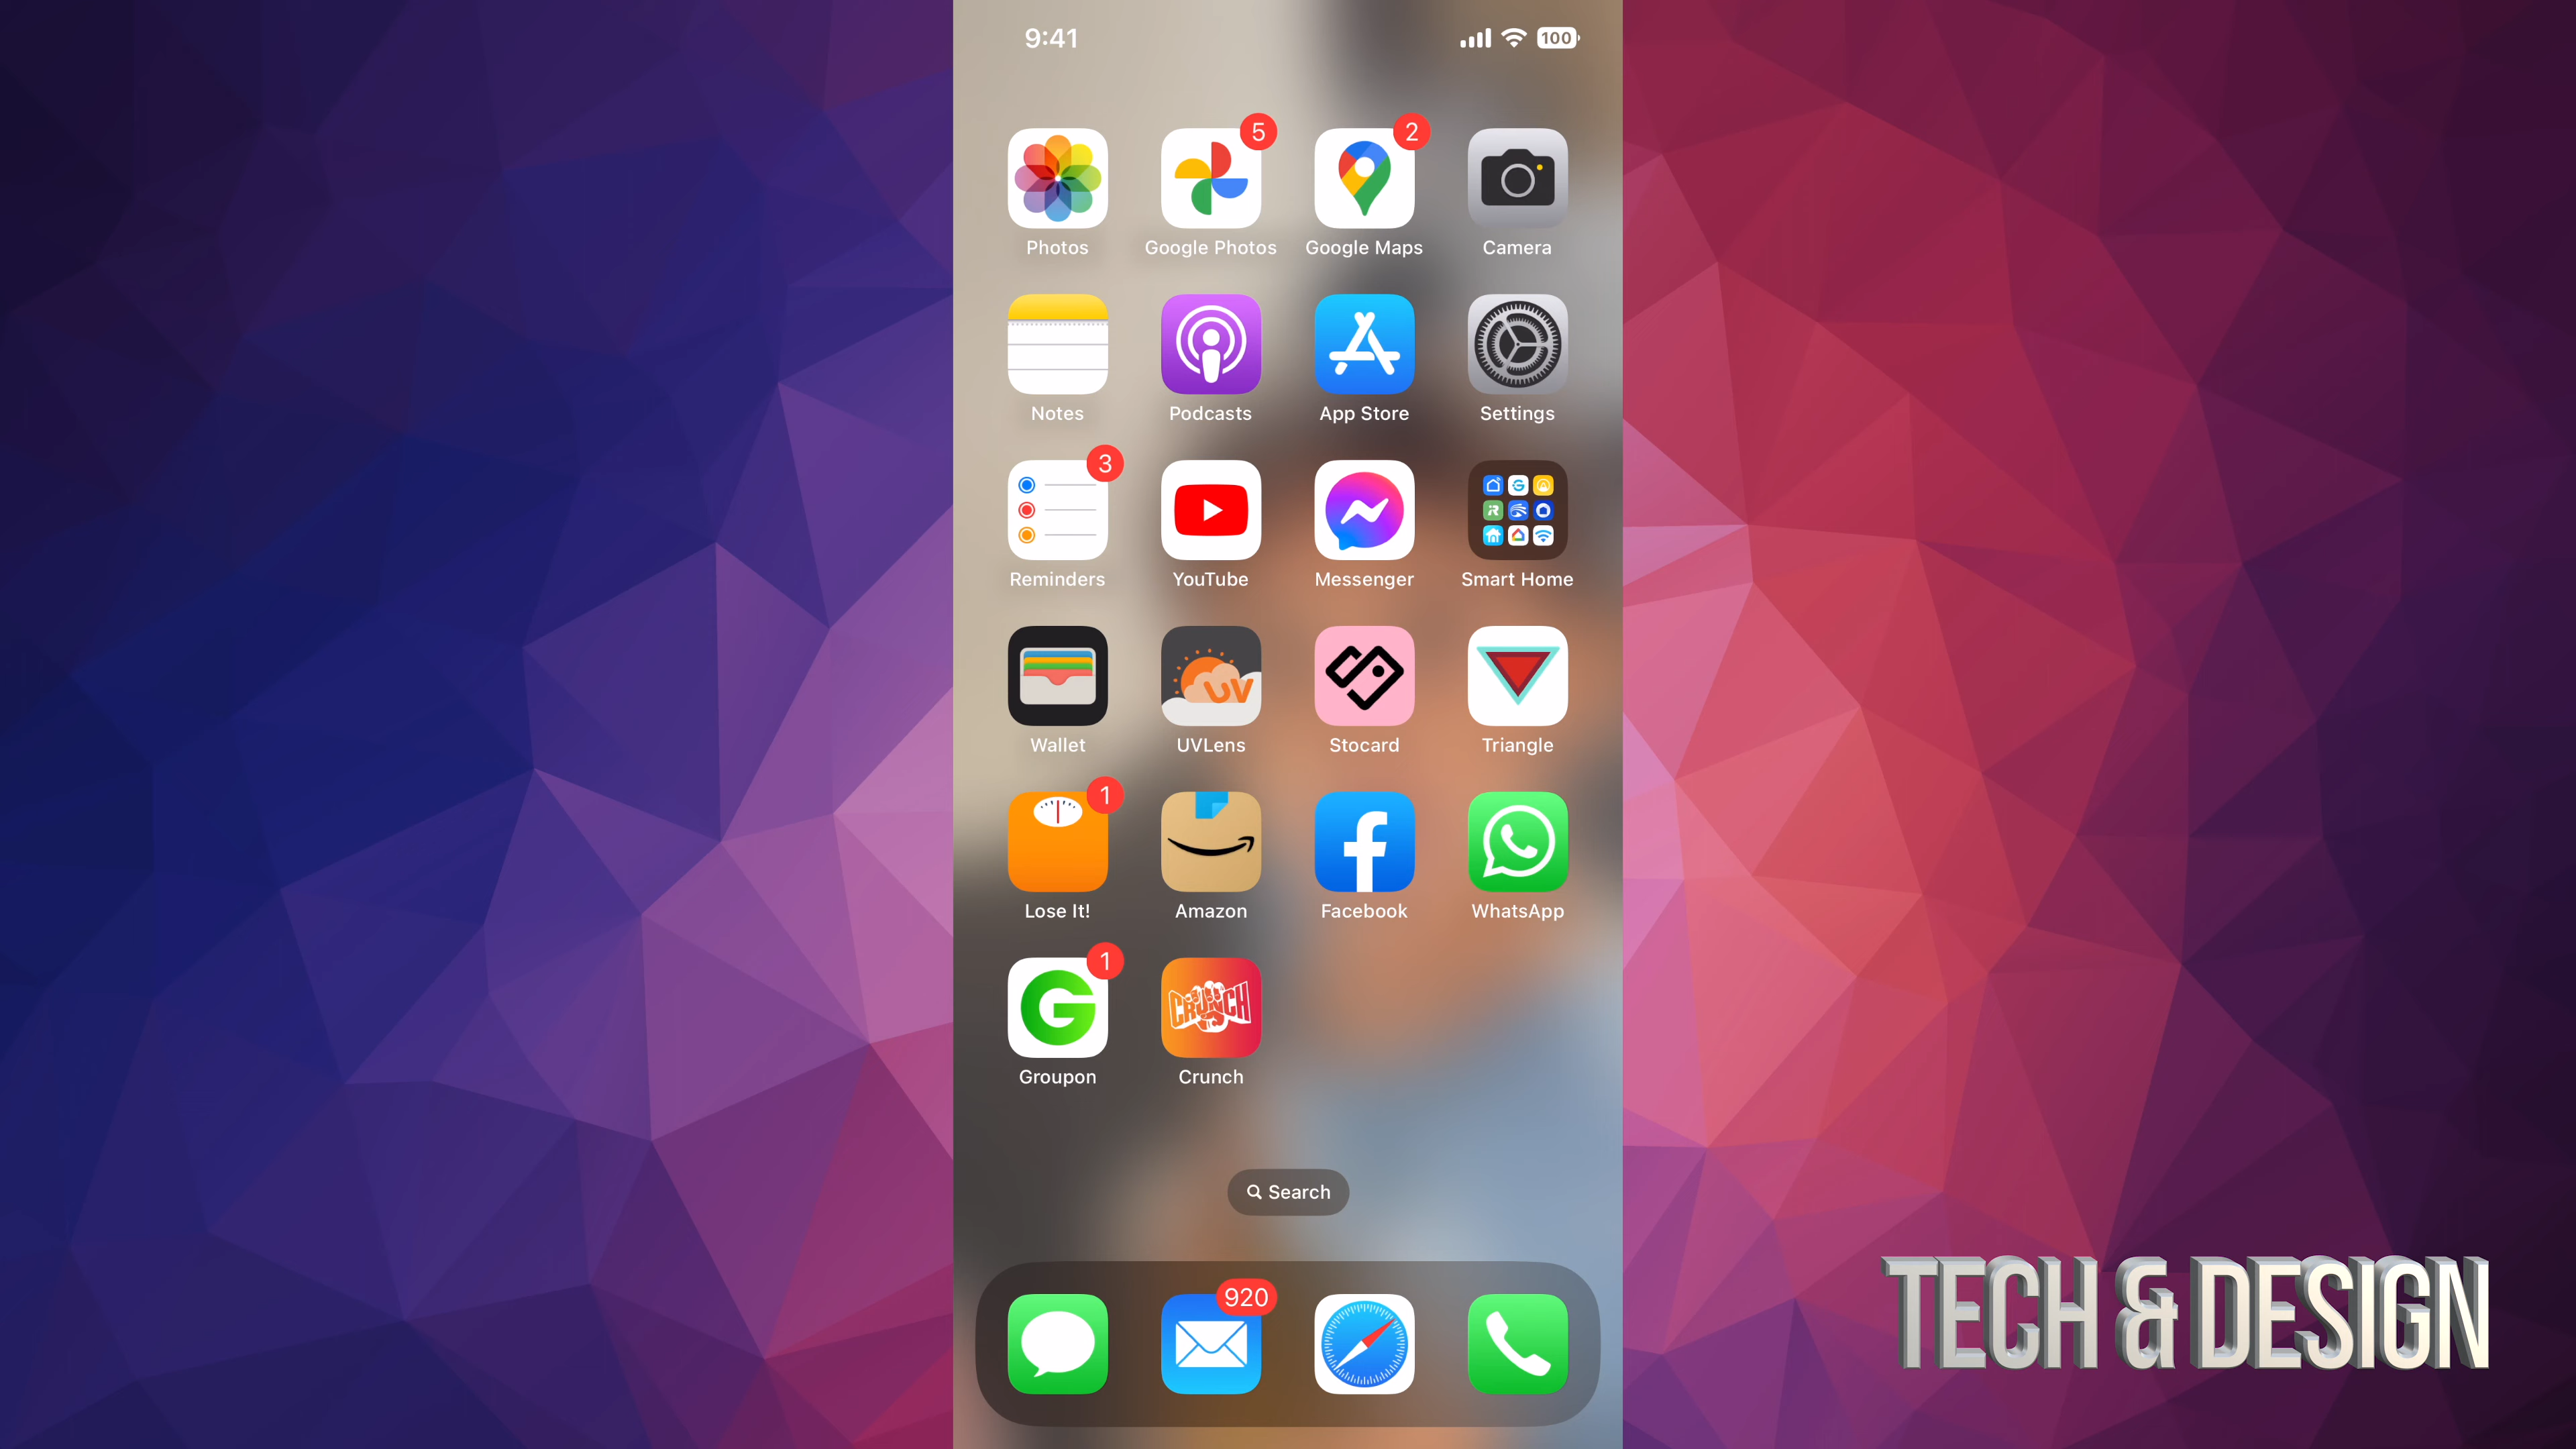 9:41 100
5 2
Photos Google Photos Google Maps Camera
Notes Podcasts App Store Settings
3
Reminders YouTube Messenger Smart Home
UV
Wallet UVLens Stocard Triangle
1
Lose It! Amazon Facebook WhatsApp
1
CRUNCH
Groupon Crunch
Search
920
TECH & DESIGN